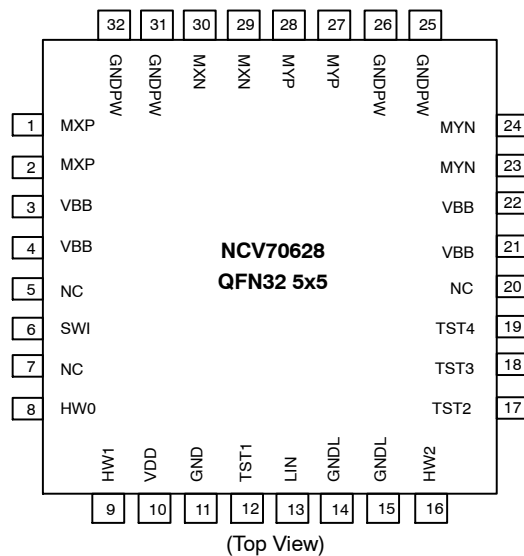 32 31 30 29 28 27 26 25
GNDPW GNDPW MXN MXN MYP MYP GNDPW GNDPW
1 MXP MYN 24
2 MXP MYN 23
3 VBB VBB 22
4 VBB VBB 21
NCV70628
QFN32 5x5
5 NC NC 20
6 SWI TST4 19
7 NC TST3 18
8 HW0 TST2 17
HW1 VDD GND TST1 LIN GNDL GNDL HW2
9 10 11 12 13 14 15 16
(Top View)